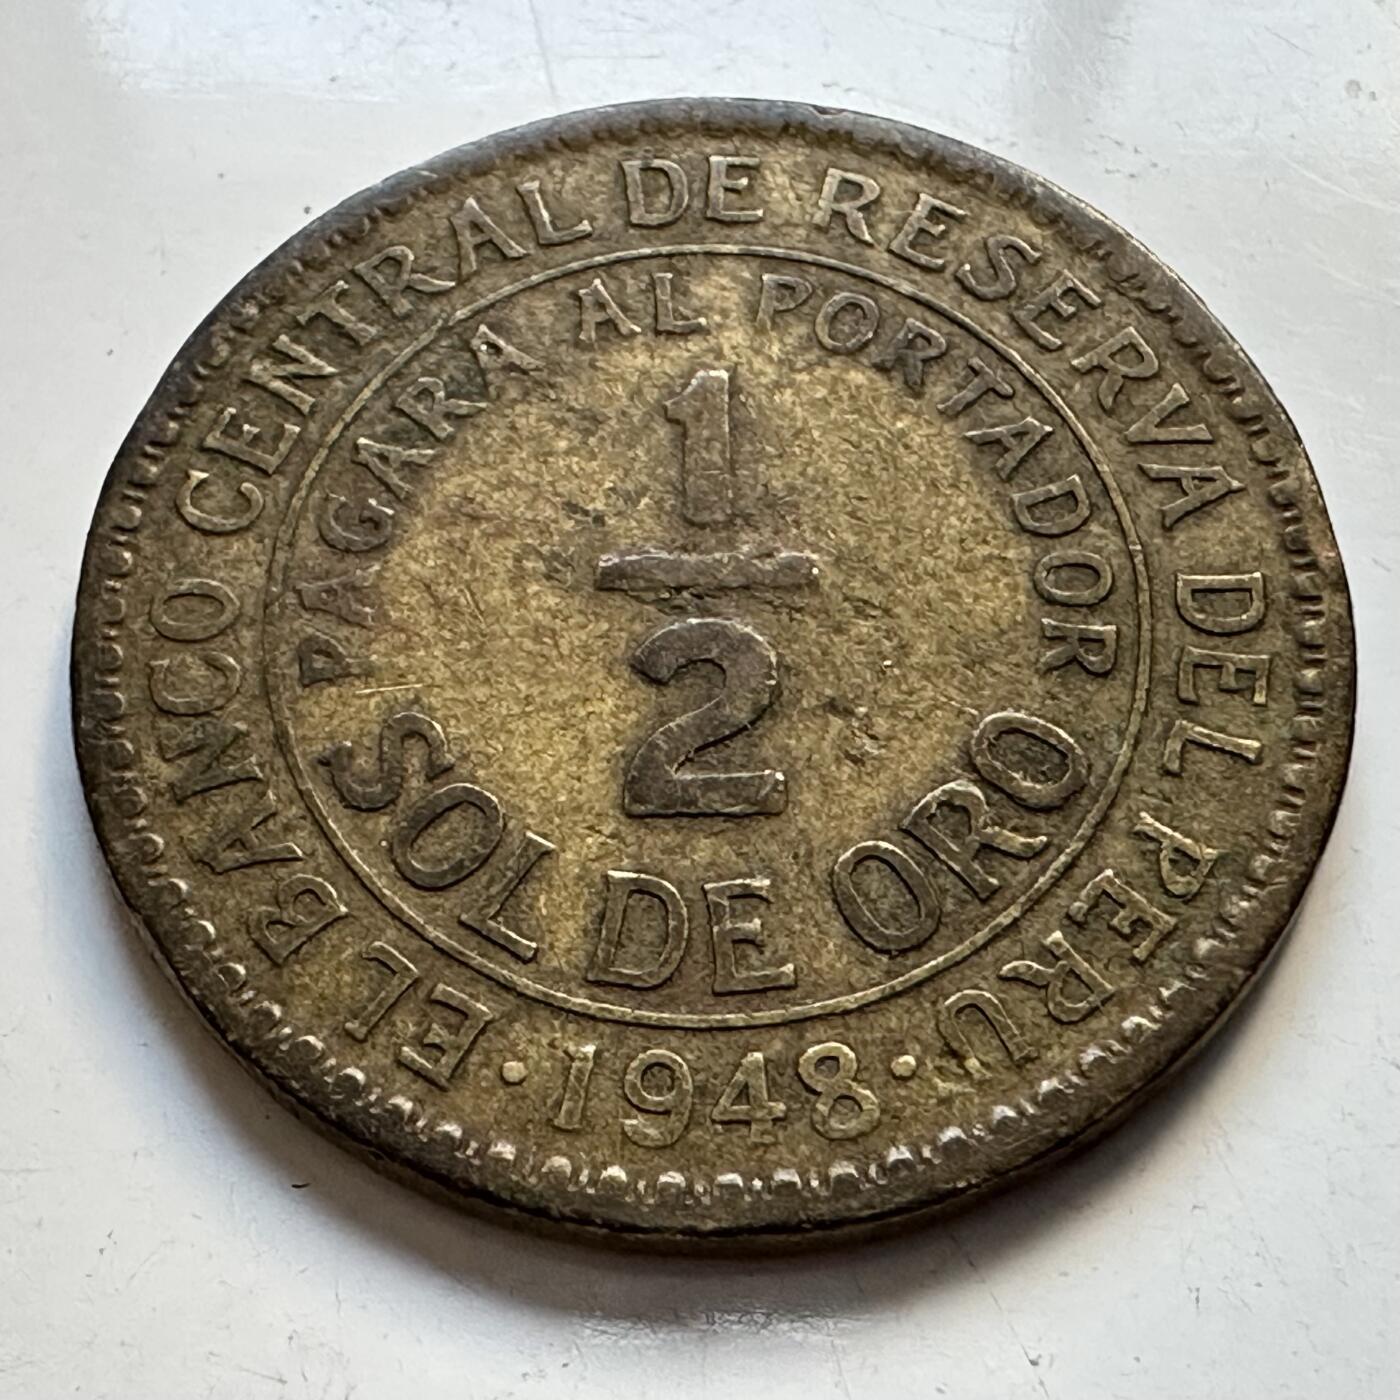 EL BANCO CENTRAL DE RESERVA DEL PERU
PAGARA AL PORTADOR
1
2
SOL DE ORO
· 1948 ·